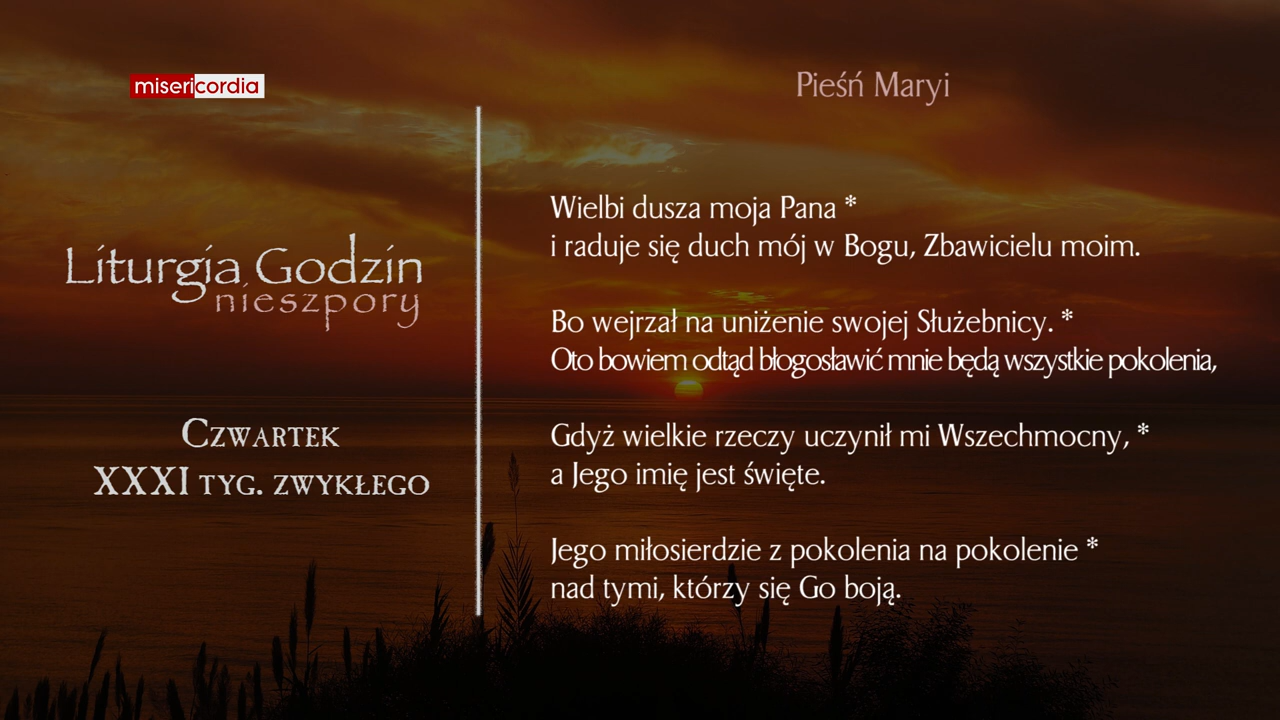 misericordia
Liturgia Godzin
nieszpory
Czwartek
XXXI tyg. zwykłego
Pieśń Maryi
Wielbi dusza moja Pana *
i raduje się duch mój w Bogu, Zbawicielu moim.
Bo wejrzał na uniżenie swojej Służebnicy. *
Oto bowiem odtąd błogosławić mnie będą wszystkie pokolenia,
Gdyż wielkie rzeczy uczynił mi Wszechmocny, *
a Jego imię jest święte.
Jego miłosierdzie z pokolenia na pokolenie *
nad tymi, którzy się Go boją.